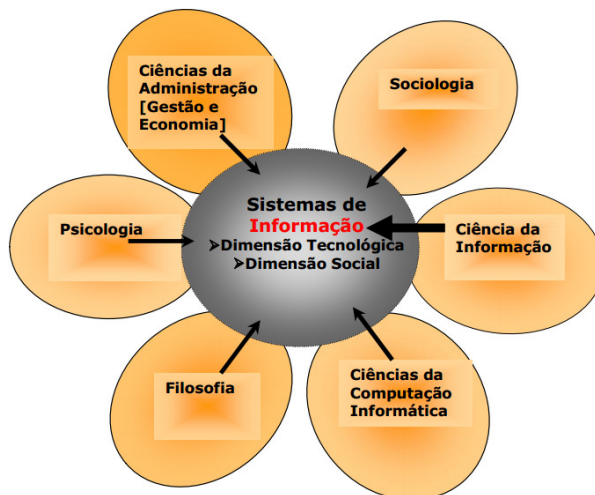 Ciências da
Administração
[Gestão e
Economia]
Sociologia
Sistemas de
Informação
➢Dimensão Tecnológica
➢Dimensão Social
Psicologia
Ciência da
Informação
Filosofia
Ciências da
Computação
Informática